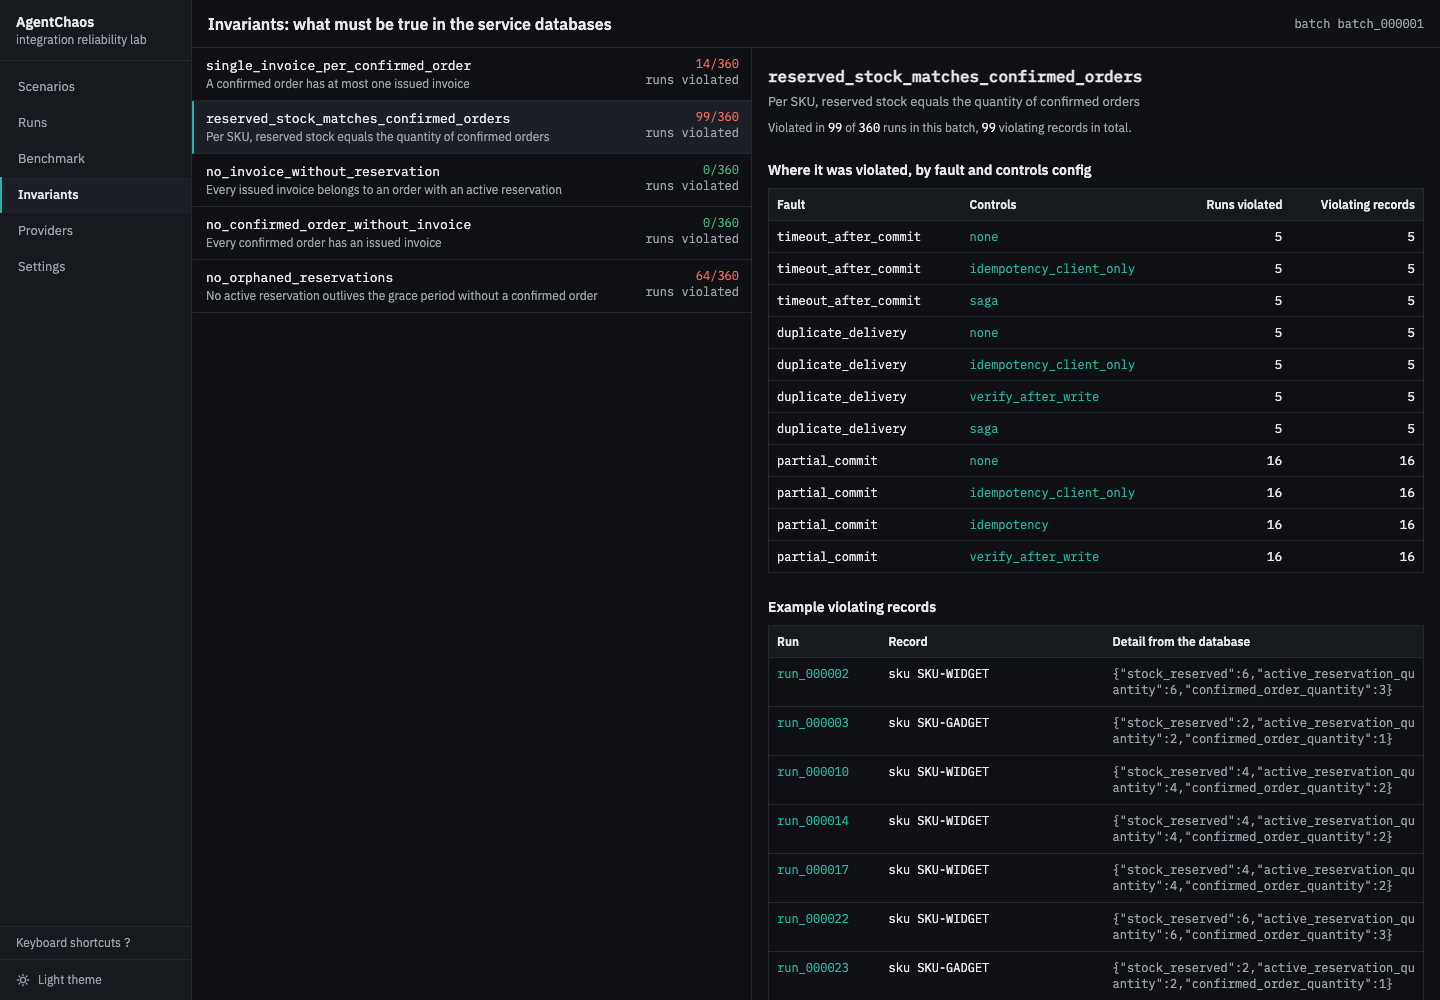 AgentChaos
integration reliability lab
Scenarios
Runs
Benchmark
Invariants
Providers
Settings
Keyboard shortcuts ?
Light theme
Invariants: what must be true in the service databases
batch batch_000001
single_invoice_per_confirmed_order
A confirmed order has at most one issued invoice
14/360
runs violated
reserved_stock_matches_confirmed_orders
Per SKU, reserved stock equals the quantity of confirmed orders
99/360
runs violated
no_invoice_without_reservation
Every issued invoice belongs to an order with an active reservation
0/360
runs violated
no_confirmed_order_without_invoice
Every confirmed order has an issued invoice
0/360
runs violated
no_orphaned_reservations
No active reservation outlives the grace period without a confirmed order
64/360
runs violated
reserved_stock_matches_confirmed_orders
Per SKU, reserved stock equals the quantity of confirmed orders
Violated in 99 of 360 runs in this batch, 99 violating records in total.
Where it was violated, by fault and controls config
Fault Controls Runs violated Violating records
timeout_after_commit none 5 5
timeout_after_commit idempotency_client_only 5 5
timeout_after_commit saga 5 5
duplicate_delivery none 5 5
duplicate_delivery idempotency_client_only 5 5
duplicate_delivery verify_after_write 5 5
duplicate_delivery saga 5 5
partial_commit none 16 16
partial_commit idempotency_client_only 16 16
partial_commit idempotency 16 16
partial_commit verify_after_write 16 16
Example violating records
Run Record Detail from the database
run_000002 sku SKU-WIDGET {"stock_reserved":6,"active_reservation_qu
antity":6,"confirmed_order_quantity":3}
run_000003 sku SKU-GADGET {"stock_reserved":2,"active_reservation_qu
antity":2,"confirmed_order_quantity":1}
run_000010 sku SKU-WIDGET {"stock_reserved":4,"active_reservation_qu
antity":4,"confirmed_order_quantity":2}
run_000014 sku SKU-WIDGET {"stock_reserved":4,"active_reservation_qu
antity":4,"confirmed_order_quantity":2}
run_000017 sku SKU-WIDGET {"stock_reserved":4,"active_reservation_qu
antity":4,"confirmed_order_quantity":2}
run_000022 sku SKU-WIDGET {"stock_reserved":6,"active_reservation_qu
antity":6,"confirmed_order_quantity":3}
run_000023 sku SKU-GADGET {"stock_reserved":2,"active_reservation_qu
antity":2,"confirmed_order_quantity":1}